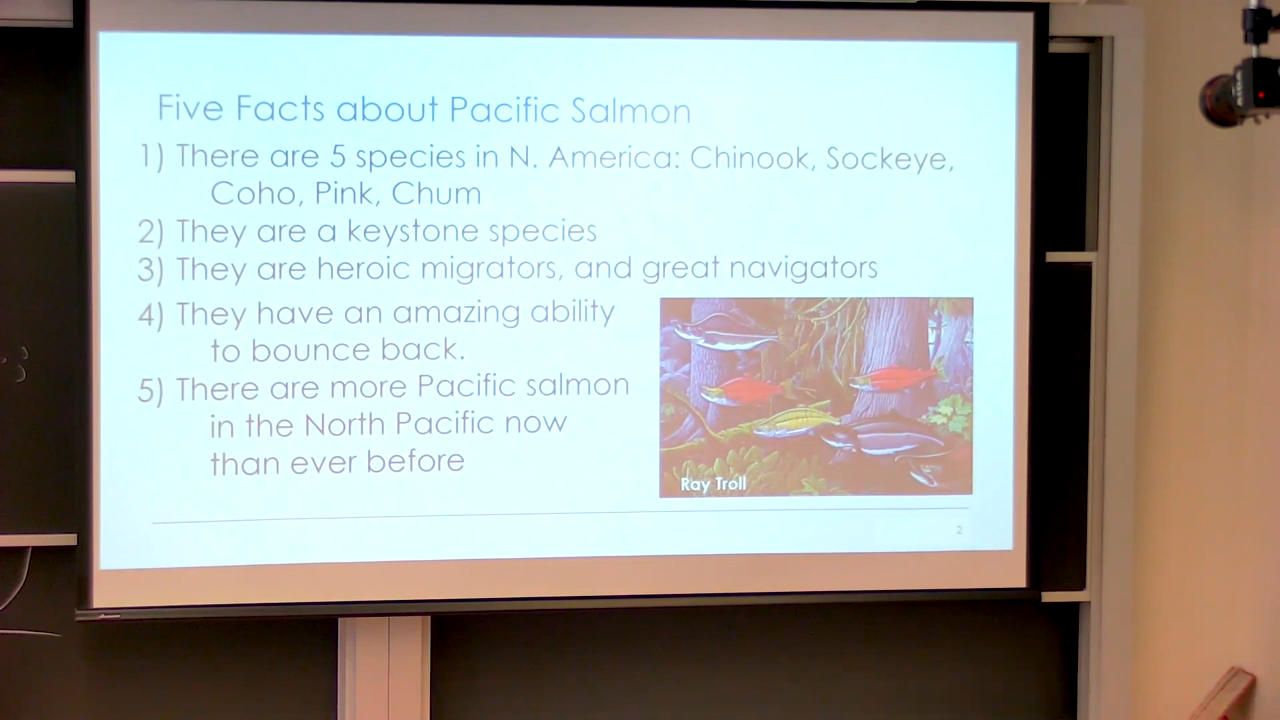 Five Facts about Pacific Salmon
1) There are 5 species in N. America: Chinook, Sockeye,
Coho, Pink, Chum
2) They are a keystone species
3) They are heroic migrators, and great navigators
4) They have an amazing ability
to bounce back.
5) There are more Pacific salmon
in the North Pacific now
than ever before
Ray Troll
2